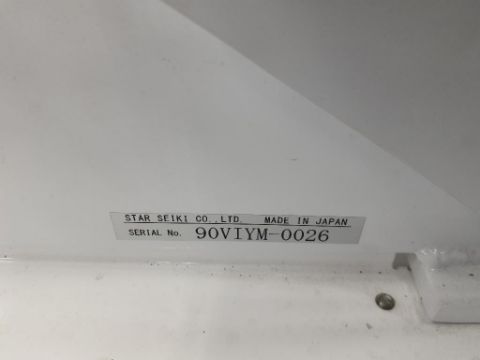 STAR SEIKI CO.,LTD. MADE IN JAPAN
SERIAL No. 90VIYM-0026